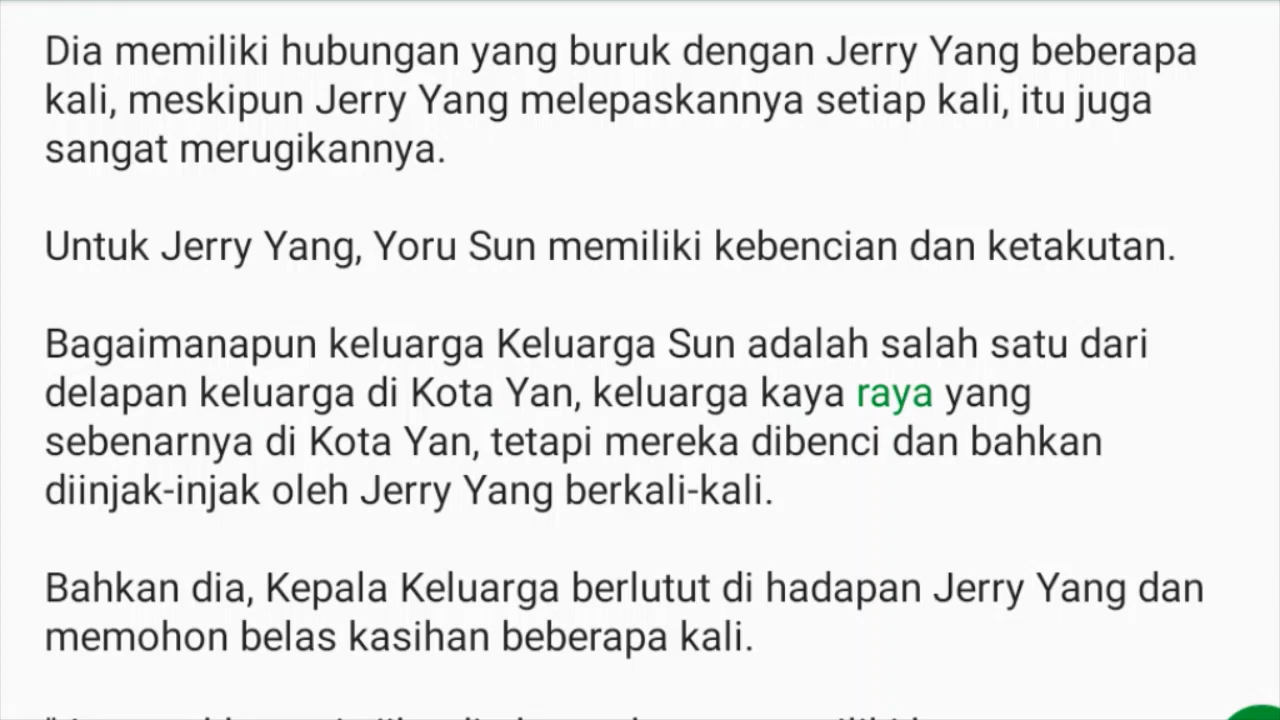 Dia memiliki hubungan yang buruk dengan Jerry Yang beberapa
kali, meskipun Jerry Yang melepaskannya setiap kali, itu juga
sangat merugikannya.
Untuk Jerry Yang, Yoru Sun memiliki kebencian dan ketakutan.
Bagaimanapun keluarga Keluarga Sun adalah salah satu dari
delapan keluarga di Kota Yan, keluarga kaya raya yang
sebenarnya di Kota Yan, tetapi mereka dibenci dan bahkan
diinjak-injak oleh Jerry Yang berkali-kali.
Bahkan dia, Kepala Keluarga berlutut di hadapan Jerry Yang dan
memohon belas kasihan beberapa kali.